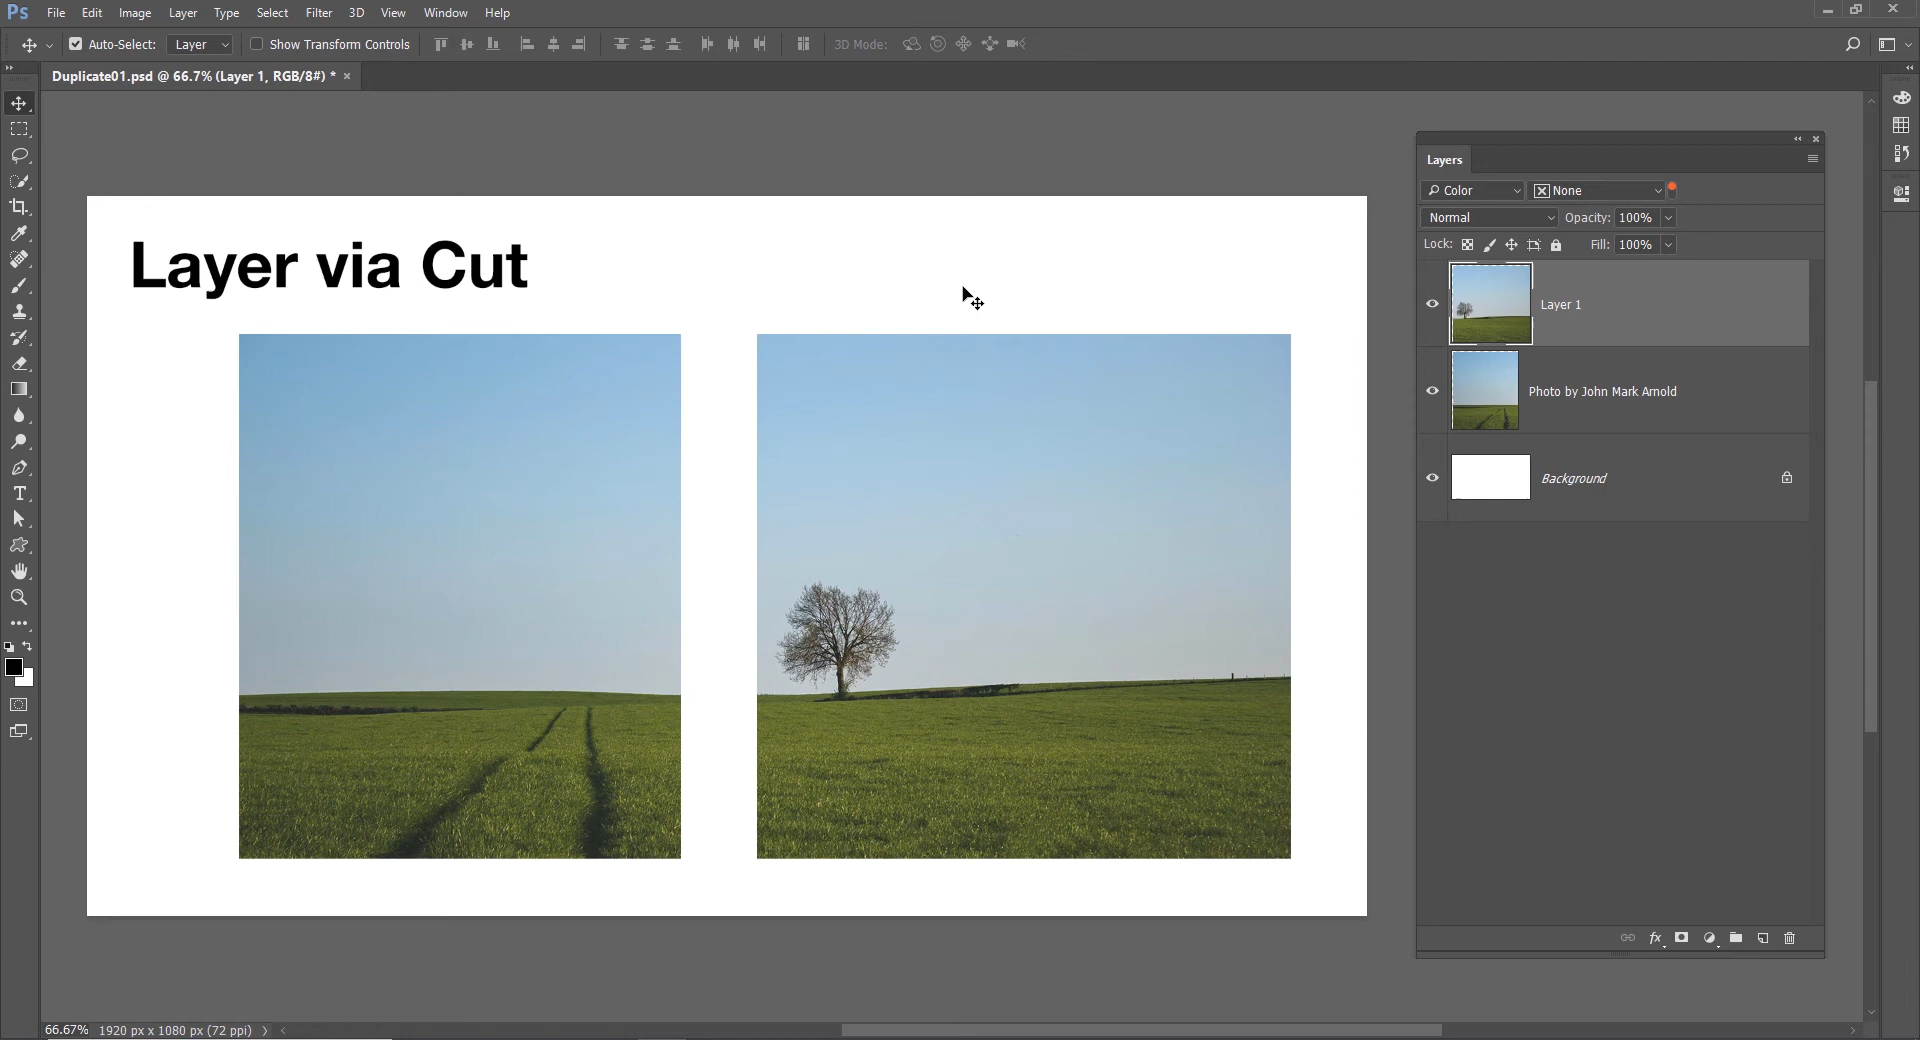 Ps File Edit Image Layer Type Select Filter 3D View Window Help
Auto-Select: Layer Show Transform Controls 3D Mode:
Duplicate01.psd @ 66.7% (Layer 1, RGB/8#) * ×
Layer via Cut
Layers
Color None
Normal Opacity: 100%
Lock: Fill: 100%
Layer 1
Photo by John Mark Arnold
Background
fx
66.67% 1920 px x 1080 px (72 ppi)